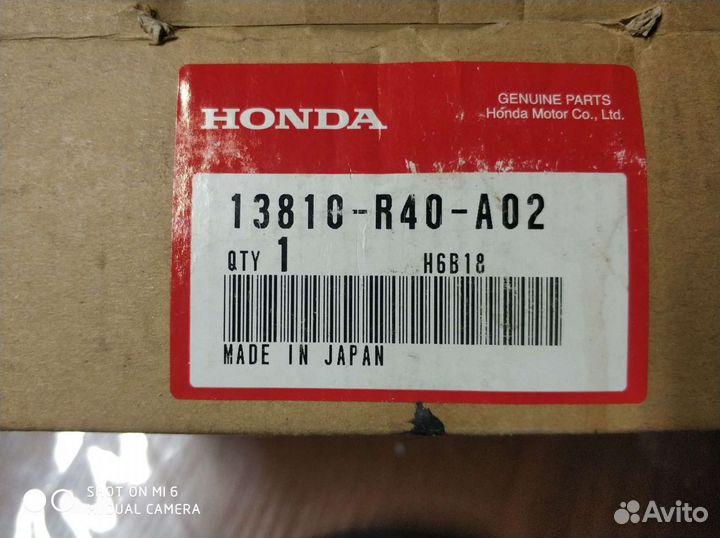 HONDA
GENUINE PARTS
Honda Motor Co., Ltd.
13810-R40-A02
QTY 1 H6B18
MADE IN JAPAN
SHOT ON MI 6
DUAL CAMERA
Avito